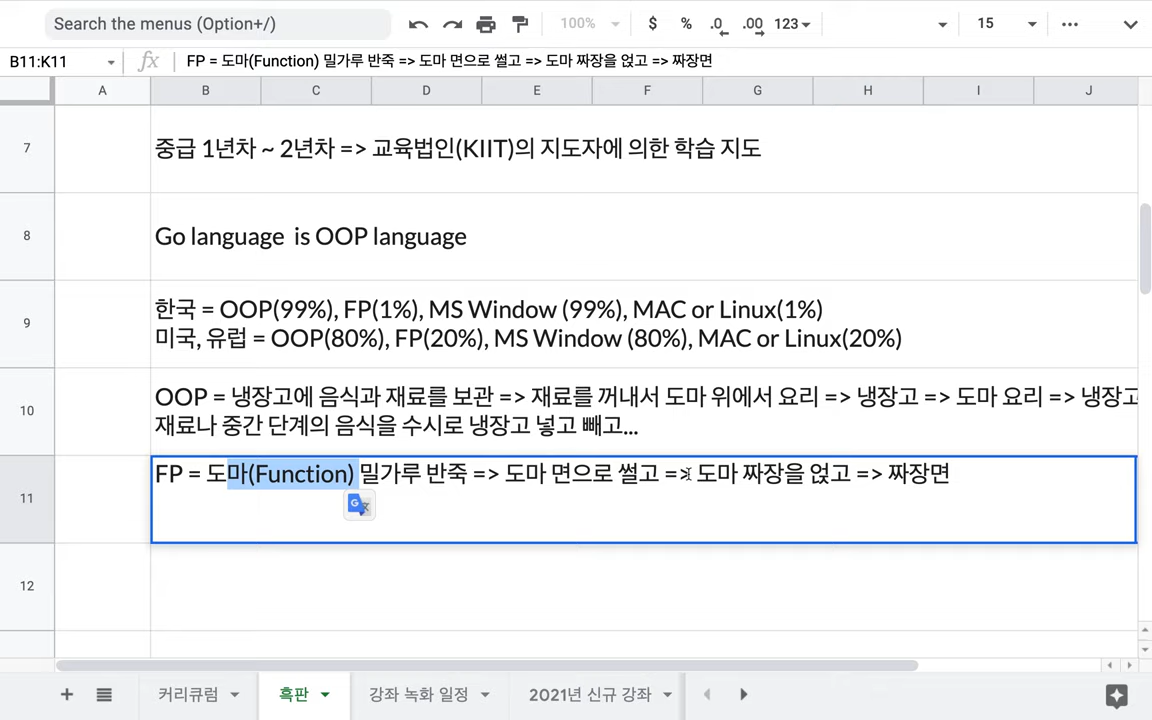 Search the menus (Option+/)
100%
$
%
.0
.00
123
15
B11:K11
fx
FP = 도마(Function) 밀가루 반죽 => 도마 면으로 썰고 => 도마 짜장을 얹고 => 짜장면
A B C D E F G H I J
7
중급 1년차 ~ 2년차 => 교육법인(KIIT)의 지도자에 의한 학습 지도
8
Go language is OOP language
9
한국 = OOP(99%), FP(1%), MS Window (99%), MAC or Linux(1%)
미국, 유럽 = OOP(80%), FP(20%), MS Window (80%), MAC or Linux(20%)
10
OOP = 냉장고에 음식과 재료를 보관 => 재료를 꺼내서 도마 위에서 요리 => 냉장고 => 도마 요리 => 냉장고
재료나 중간 단계의 음식을 수시로 냉장고 넣고 빼고...
11
FP = 도마(Function) 밀가루 반죽 => 도마 면으로 썰고 => 도마 짜장을 얹고 => 짜장면
12
커리큐럼
흑판
강좌 녹화 일정
2021년 신규 강좌